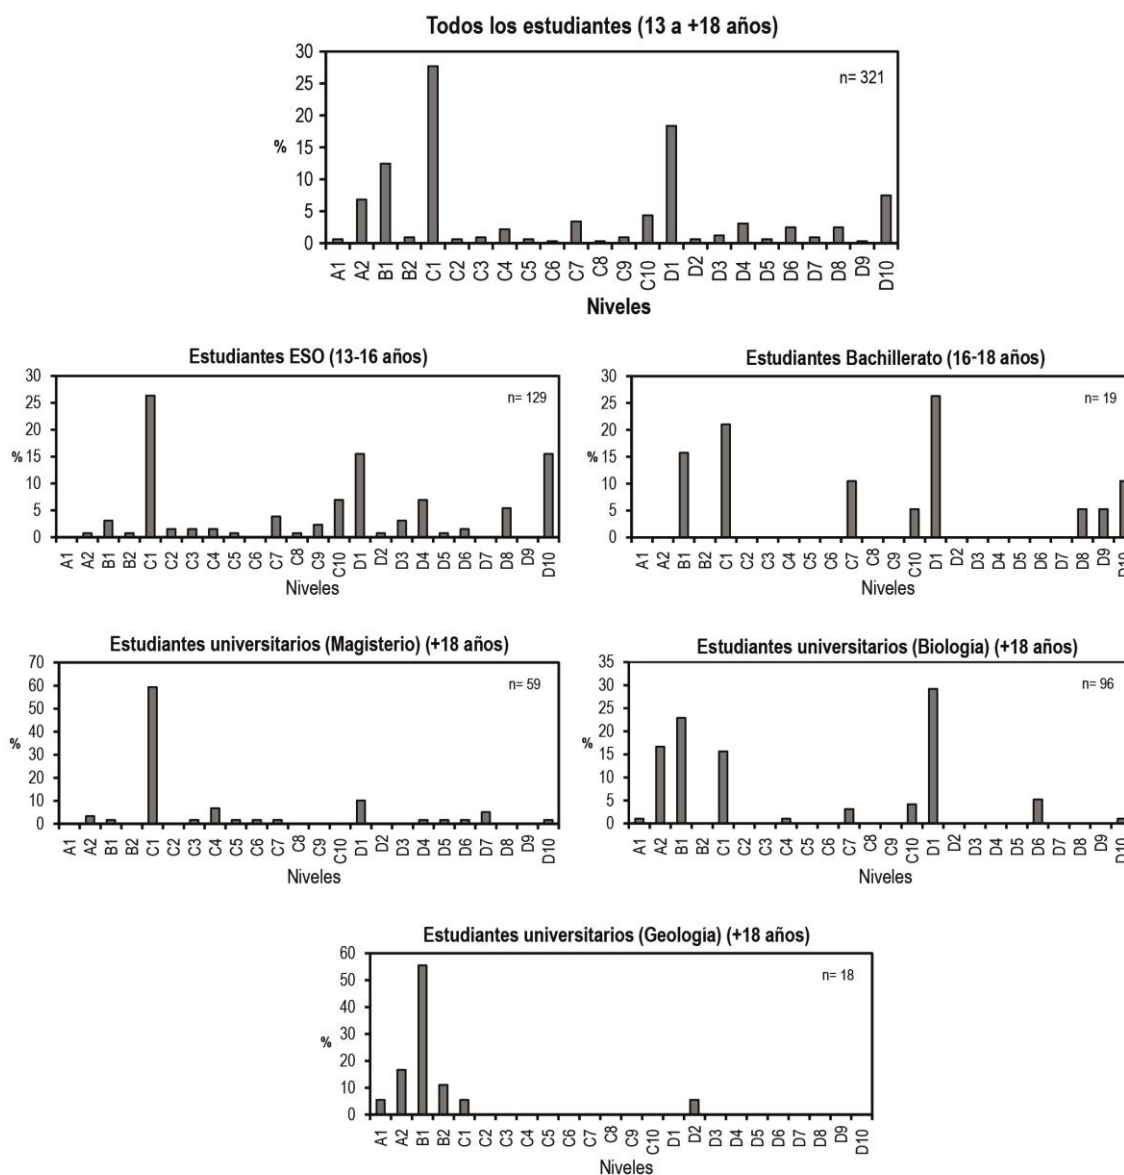 Todos los estudiantes (13 a +18 años)
30
25
20
15
10
5
0
%
n= 321
A1 A2 B1 B2 C1 C2 C3 C4 C5 C6 C7 C8 C9 C10 D1 D2 D3 D4 D5 D6 D7 D8 D9 D10
Niveles
Estudiantes ESO (13-16 años)
30
25
20
15
10
5
0
%
n= 129
A1 A2 B1 B2 C1 C2 C3 C4 C5 C6 C7 C8 C9 C10 D1 D2 D3 D4 D5 D6 D7 D8 D9 D10
Niveles
Estudiantes Bachillerato (16-18 años)
30
25
20
15
10
5
0
%
n= 19
A1 A2 B1 B2 C1 C2 C3 C4 C5 C6 C7 C8 C9 C10 D1 D2 D3 D4 D5 D6 D7 D8 D9 D10
Niveles
Estudiantes universitarios (Magisterio) (+18 años)
70
60
50
40
30
20
10
0
%
n= 59
A1 A2 B1 B2 C1 C2 C3 C4 C5 C6 C7 C8 C9 C10 D1 D2 D3 D4 D5 D6 D7 D8 D9 D10
Niveles
Estudiantes universitarios (Biología) (+18 años)
35
30
25
20
15
10
5
0
%
n= 96
A1 A2 B1 B2 C1 C2 C3 C4 C5 C6 C7 C8 C9 C10 D1 D2 D3 D4 D5 D6 D7 D8 D9 D10
Niveles
Estudiantes universitarios (Geología) (+18 años)
60
50
40
30
20
10
0
%
n= 18
A1 A2 B1 B2 C1 C2 C3 C4 C5 C6 C7 C8 C9 C10 D1 D2 D3 D4 D5 D6 D7 D8 D9 D10
Niveles